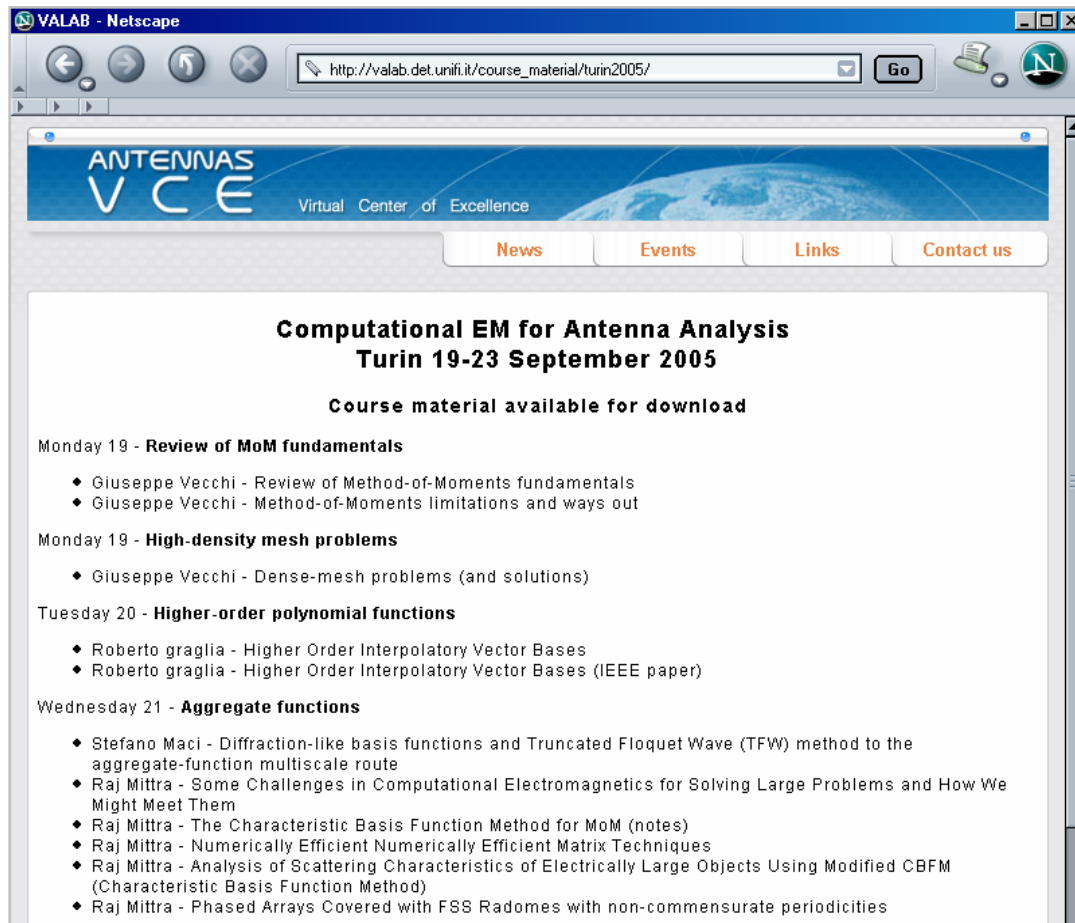 VALAB - Netscape
http://valab.det.unifi.it/course_material/turin2005/
Go
N
ANTENNAS
VCE
Virtual Center of Excellence
News
Events
Links
Contact us
Computational EM for Antenna Analysis
Turin 19-23 September 2005
Course material available for download
Monday 19 - Review of MoM fundamentals
Giuseppe Vecchi - Review of Method-of-Moments fundamentals
Giuseppe Vecchi - Method-of-Moments limitations and ways out
Monday 19 - High-density mesh problems
Giuseppe Vecchi - Dense-mesh problems (and solutions)
Tuesday 20 - Higher-order polynomial functions
Roberto graglia - Higher Order Interpolatory Vector Bases
Roberto graglia - Higher Order Interpolatory Vector Bases (IEEE paper)
Wednesday 21 - Aggregate functions
Stefano Maci - Diffraction-like basis functions and Truncated Floquet Wave (TFW) method to the
aggregate-function multiscale route
Raj Mittra - Some Challenges in Computational Electromagnetics for Solving Large Problems and How We
Might Meet Them
Raj Mittra - The Characteristic Basis Function Method for MoM (notes)
Raj Mittra - Numerically Efficient Numerically Efficient Matrix Techniques
Raj Mittra - Analysis of Scattering Characteristics of Electrically Large Objects Using Modified CBFM
(Characteristic Basis Function Method)
Raj Mittra - Phased Arrays Covered with FSS Radomes with non-commensurate periodicities